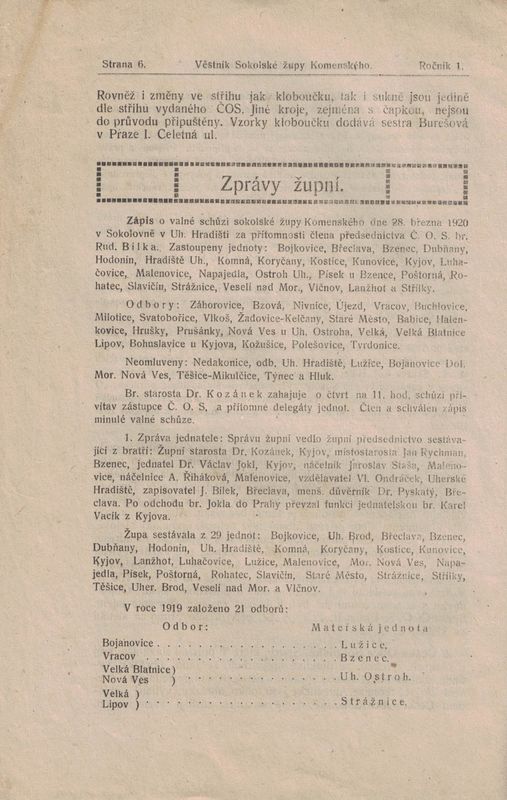 Strana 6. Věstník Sokolské župy Komenského. Ročník 1.
Rovněž i změny ve střihu jak kloboučku, tak i sukně jsou jedině
dle střihu vydaného ČOS. Jiné kroje, zejména s čapkou, nejsou
do průvodu připuštěny. Vzorky kloboučku dodává sestra Burešová
v Praze I. Celetná ul.
Zprávy župní.
Zápis o valné schůzi sokolské župy Komenského dne 28. března 1920
v Sokolovně v Uh. Hradišti za přítomnosti člena předsednictva Č. O. S. br.
Rud. Bílka. Zastoupeny jednoty: Bojkovice, Břeclava, Bzenec, Dubňany,
Hodonín, Hradiště Uh., Komná, Koryčany, Kostice, Kunovice, Kyjov, Luha-
čovice, Malenovice, Napajedla, Ostroh Uh., Písek u Bzence, Poštorná, Ro-
hatec, Slavičín, Strážnice, Veselí nad Mor., Vlčnov, Lanžhot a Střílky.
Odbory: Záhorovice, Bzová, Nivnice, Újezd, Vracov, Buchlovice,
Milotice, Svatobořice, Vlkoš, Žadovice-Kelčany, Staré Město, Babice, Halen-
kovice, Hrušky, Prušánky, Nová Ves u Uh. Ostroha, Velká, Velká Blatnice
Lipov, Bohuslavice u Kyjova, Kožušice, Polešovice, Tvrdonice.
Neomluveny: Nedakonice, odb. Uh. Hradiště, Lužice, Bojanovice Dol.
Mor. Nová Ves, Těšice-Mikulčice, Týnec a Hluk.
Br. starosta Dr. Kozánek zahajuje o čtvrt na 11. hod. schůzi při-
vítav zástupce Č. O. S, a přítomné delegáty jednot. Čten a schválen zápis
minulé valné schůze.
1. Zpráva jednatele: Správu župní vedlo župní předsednictvo sestáva-
jící z bratří: Župní starosta Dr. Kozánek, Kyjov, místostarosta Jan Rychman,
Bzenec, jednatel Dr. Václav Jokl, Kyjov, náčelník Jaroslav Staša, Maleno-
vice, náčelnice A. Řiháková, Malenovice, vzdělavatel Vl. Ondráček, Uherské
Hradiště, zapisovatel J. Bílek, Břeclava, menš. důvěrník Dr. Pyskatý, Bře-
clava. Po odchodu br. Jokla do Prahy převzal funkci jednatelskou br. Karel
Vacík z Kyjova.
Župa sestávala z 29 jednot: Bojkovice, Uh. Brod, Břeclava, Bzenec,
Dubňany, Hodonín, Uh. Hradiště, Komná, Koryčany, Kostice, Kunovice,
Kyjov, Lanžhot, Luhačovice, Lužice, Malenovice, Mor. Nová Ves, Napa-
jedla, Písek, Poštorná, Rohatec, Slavičín, Staré Město, Stráznice, Střílky,
Těšice, Uher. Brod, Veselí nad Mor. a Vlčnov.
V roce 1919 založeno 21 odborů:
Odbor: Mateřská jednota
Bojanovice . . . . . . . . . . . . . . . . . . Lužice.
Vracov . . . . . . . . . . . . . . . . . . . Bzenec.
Velká Blatnice)
Nová Ves ) . . . . . . . . . . . . . . . . Uh. Ostroh.
Velká )
Lipov ) . . . . . . . . . . . . . . . . . . . Strážnice.